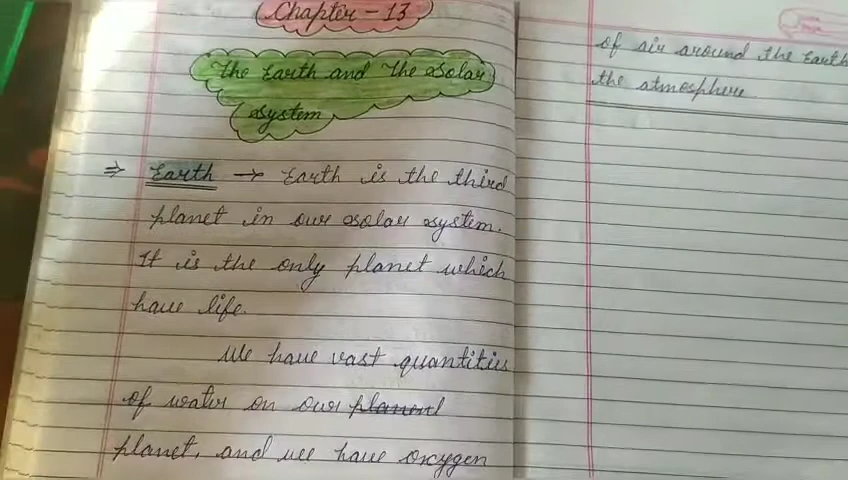 Chapter - 13
The Earth and The Solar
System
⇒ Earth → Earth is the third
planet in our solar system.
It is the only planet which
have life.
We have vast quantities
of water on our planent
planet, and we have oxygen
of air around the Earth
the atmosphere